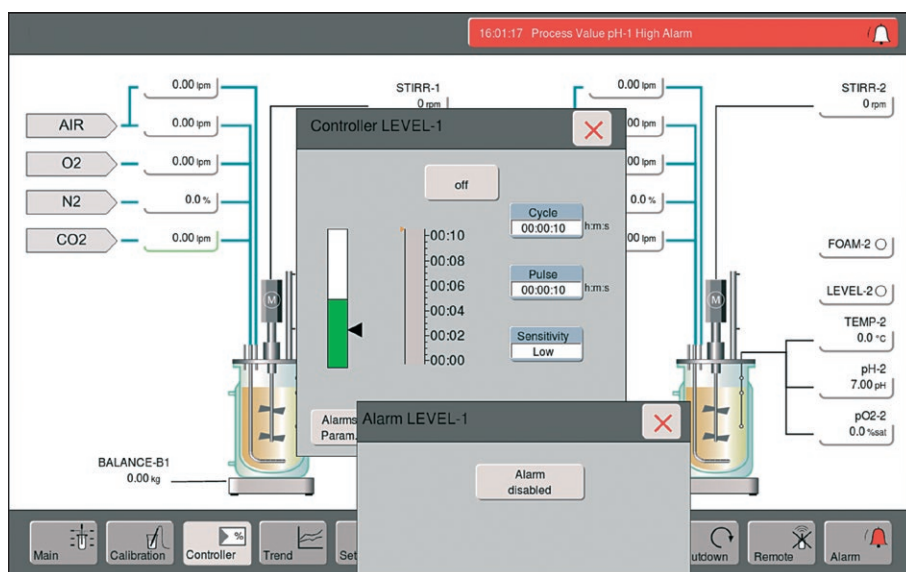 16:01:17 Process Value pH-1 High Alarm
0.00 lpm
STIRR-1
0 rpm
0.00 lpm
STIRR-2
0 rpm
AIR
0.00 lpm
00 lpm
Controller LEVEL-1
O2
0.00 lpm
00 lpm
off
N2
0.0 %
0.0 %
Cycle
00:00:10 h:m:s
CO2
0.00 lpm
00 lpm
00:10
00:08
00:06
00:04
00:02
00:00
Pulse
00:00:10 h:m:s
Sensitivity
Low
FOAM-2
LEVEL-2
TEMP-2
0.0 °C
pH-2
7.00 pH
pO2-2
0.0 %sat
M
M
Alarms
Param.
Alarm LEVEL-1
Alarm
disabled
BALANCE-B1
0.00 kg
Main
Calibration
%
Controller
Trend
Set
utdown
Remote
Alarm